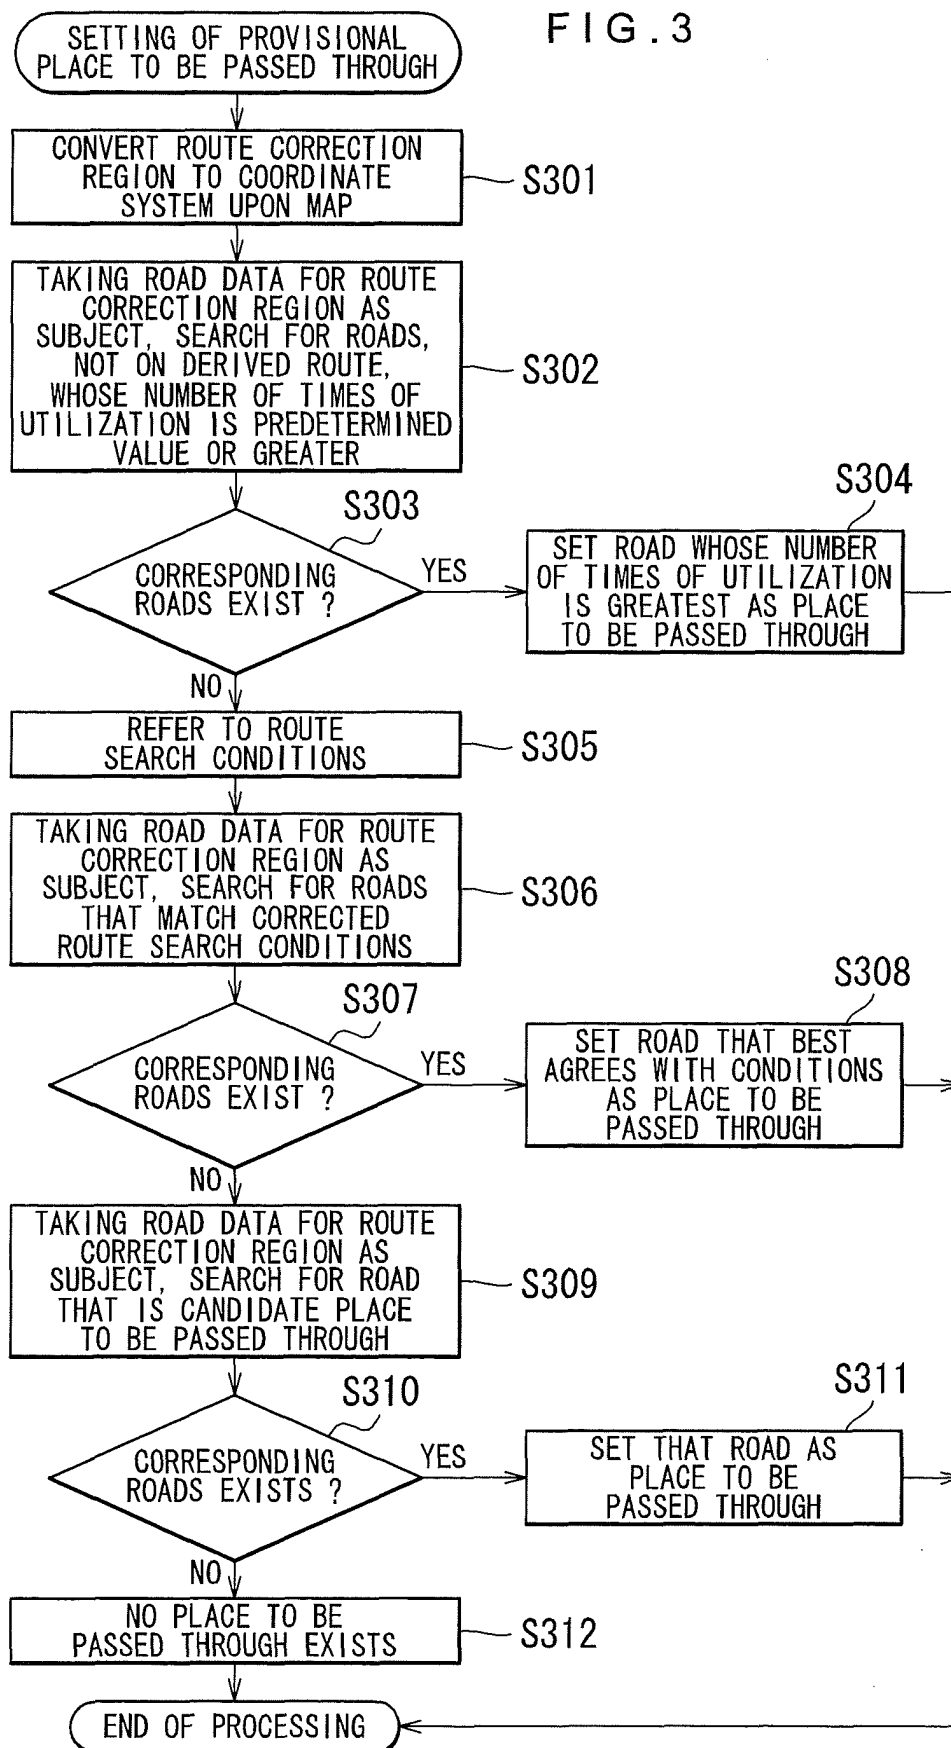 FIG.3
SETTING OF PROVISIONAL
PLACE TO BE PASSED THROUGH
CONVERT ROUTE CORRECTION
REGION TO COORDINATE
SYSTEM UPON MAP
S301
TAKING ROAD DATA FOR ROUTE
CORRECTION REGION AS
SUBJECT, SEARCH FOR ROADS,
NOT ON DERIVED ROUTE,
WHOSE NUMBER OF TIMES OF
UTILIZATION IS PREDETERMINED
VALUE OR GREATER
S302
S303
CORRESPONDING
ROADS EXIST ?
YES
S304
SET ROAD WHOSE NUMBER
OF TIMES OF UTILIZATION
IS GREATEST AS PLACE
TO BE PASSED THROUGH
NO
REFER TO ROUTE
SEARCH CONDITIONS
S305
TAKING ROAD DATA FOR ROUTE
CORRECTION REGION AS
SUBJECT, SEARCH FOR ROADS
THAT MATCH CORRECTED
ROUTE SEARCH CONDITIONS
S306
S307
CORRESPONDING
ROADS EXIST ?
YES
S308
SET ROAD THAT BEST
AGREES WITH CONDITIONS
AS PLACE TO BE
PASSED THROUGH
NO
TAKING ROAD DATA FOR ROUTE
CORRECTION REGION AS
SUBJECT, SEARCH FOR ROAD
THAT IS CANDIDATE PLACE
TO BE PASSED THROUGH
S309
S310
CORRESPONDING
ROADS EXISTS ?
YES
S311
SET THAT ROAD AS
PLACE TO BE
PASSED THROUGH
NO
NO PLACE TO BE
PASSED THROUGH EXISTS
S312
END OF PROCESSING